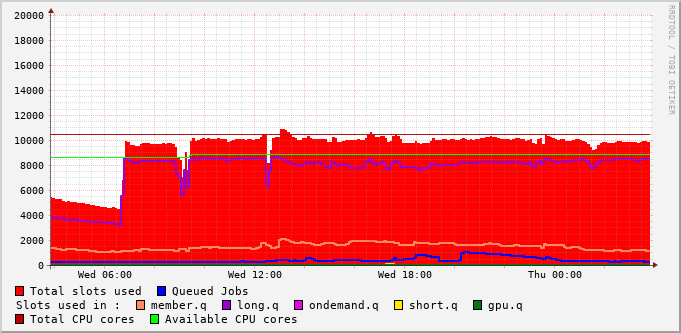 20000
18000
16000
14000
12000
10000
8000
6000
4000
2000
0
Wed 06:00 Wed 12:00 Wed 18:00 Thu 00:00
Total slots used Queued Jobs
Slots used in : member.q long.q ondemand.q short.q gpu.q
Total CPU cores Available CPU cores
RRDTOOL / TOBI OETIKER